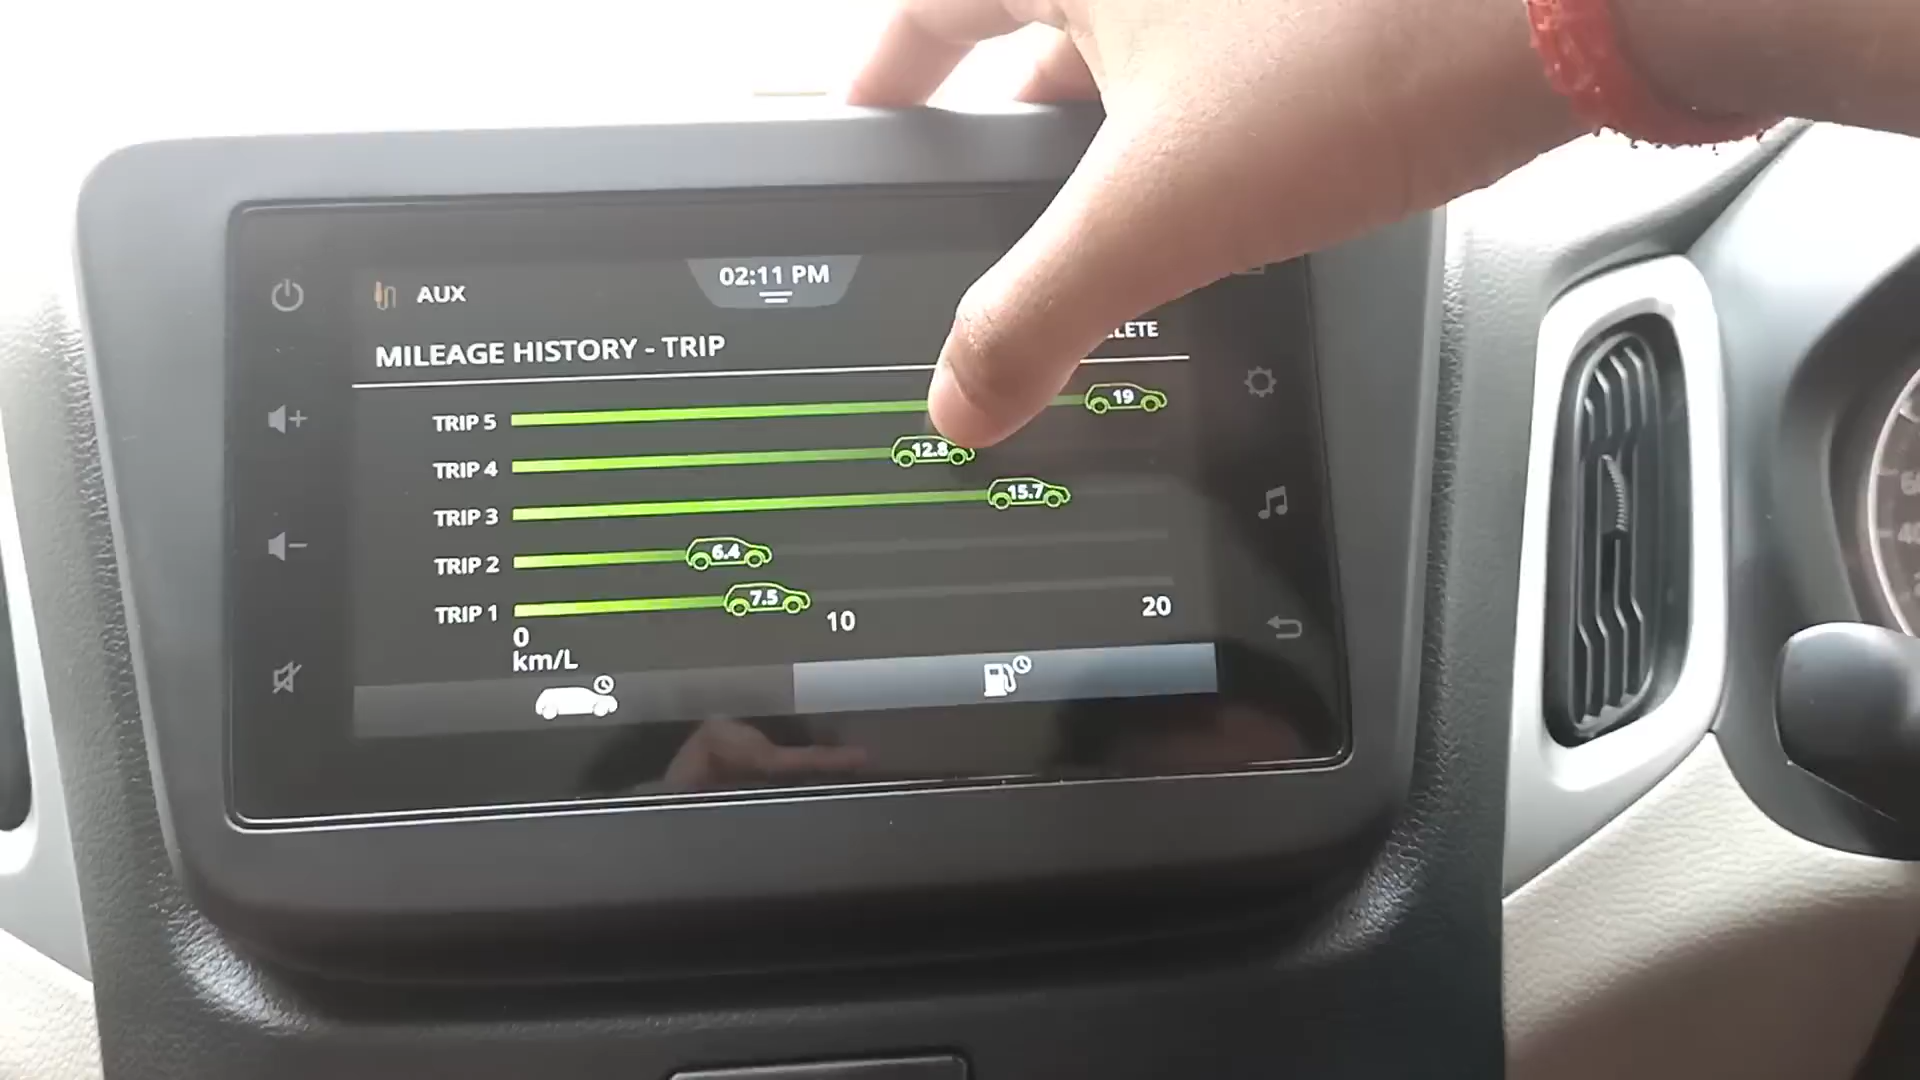 02:11 PM
AUX
MILEAGE HISTORY - TRIP
TRIP 5 19
TRIP 4 12.8
TRIP 3 15.7
TRIP 2 6.4
TRIP 1 7.5
0 10 20
km/L